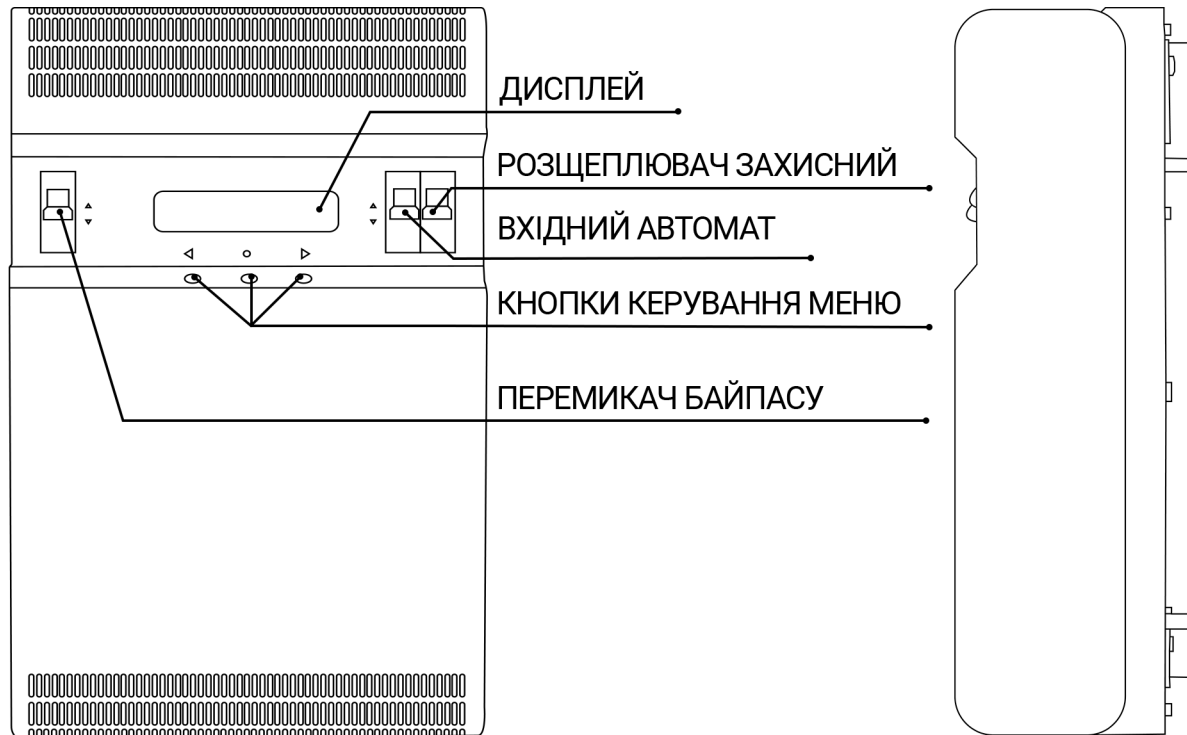 ДИСПЛЕЙ
РОЗЩЕПЛЮВАЧ ЗАХИСНИЙ
ВХІДНИЙ АВТОМАТ
КНОПКИ КЕРУВАННЯ МЕНЮ
ПЕРЕМИКАЧ БАЙПАСУ